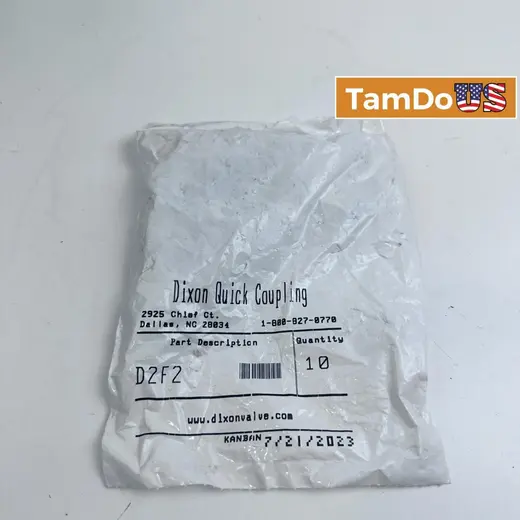 TamDoUS
Dixon Quick Coupling
2925 Chief Ct.
Dallas, NC 28034 1-800-827-0770
Part Description Quantity
D2F2 10
www.dixonvalve.com
KANBAN 7/21/2023